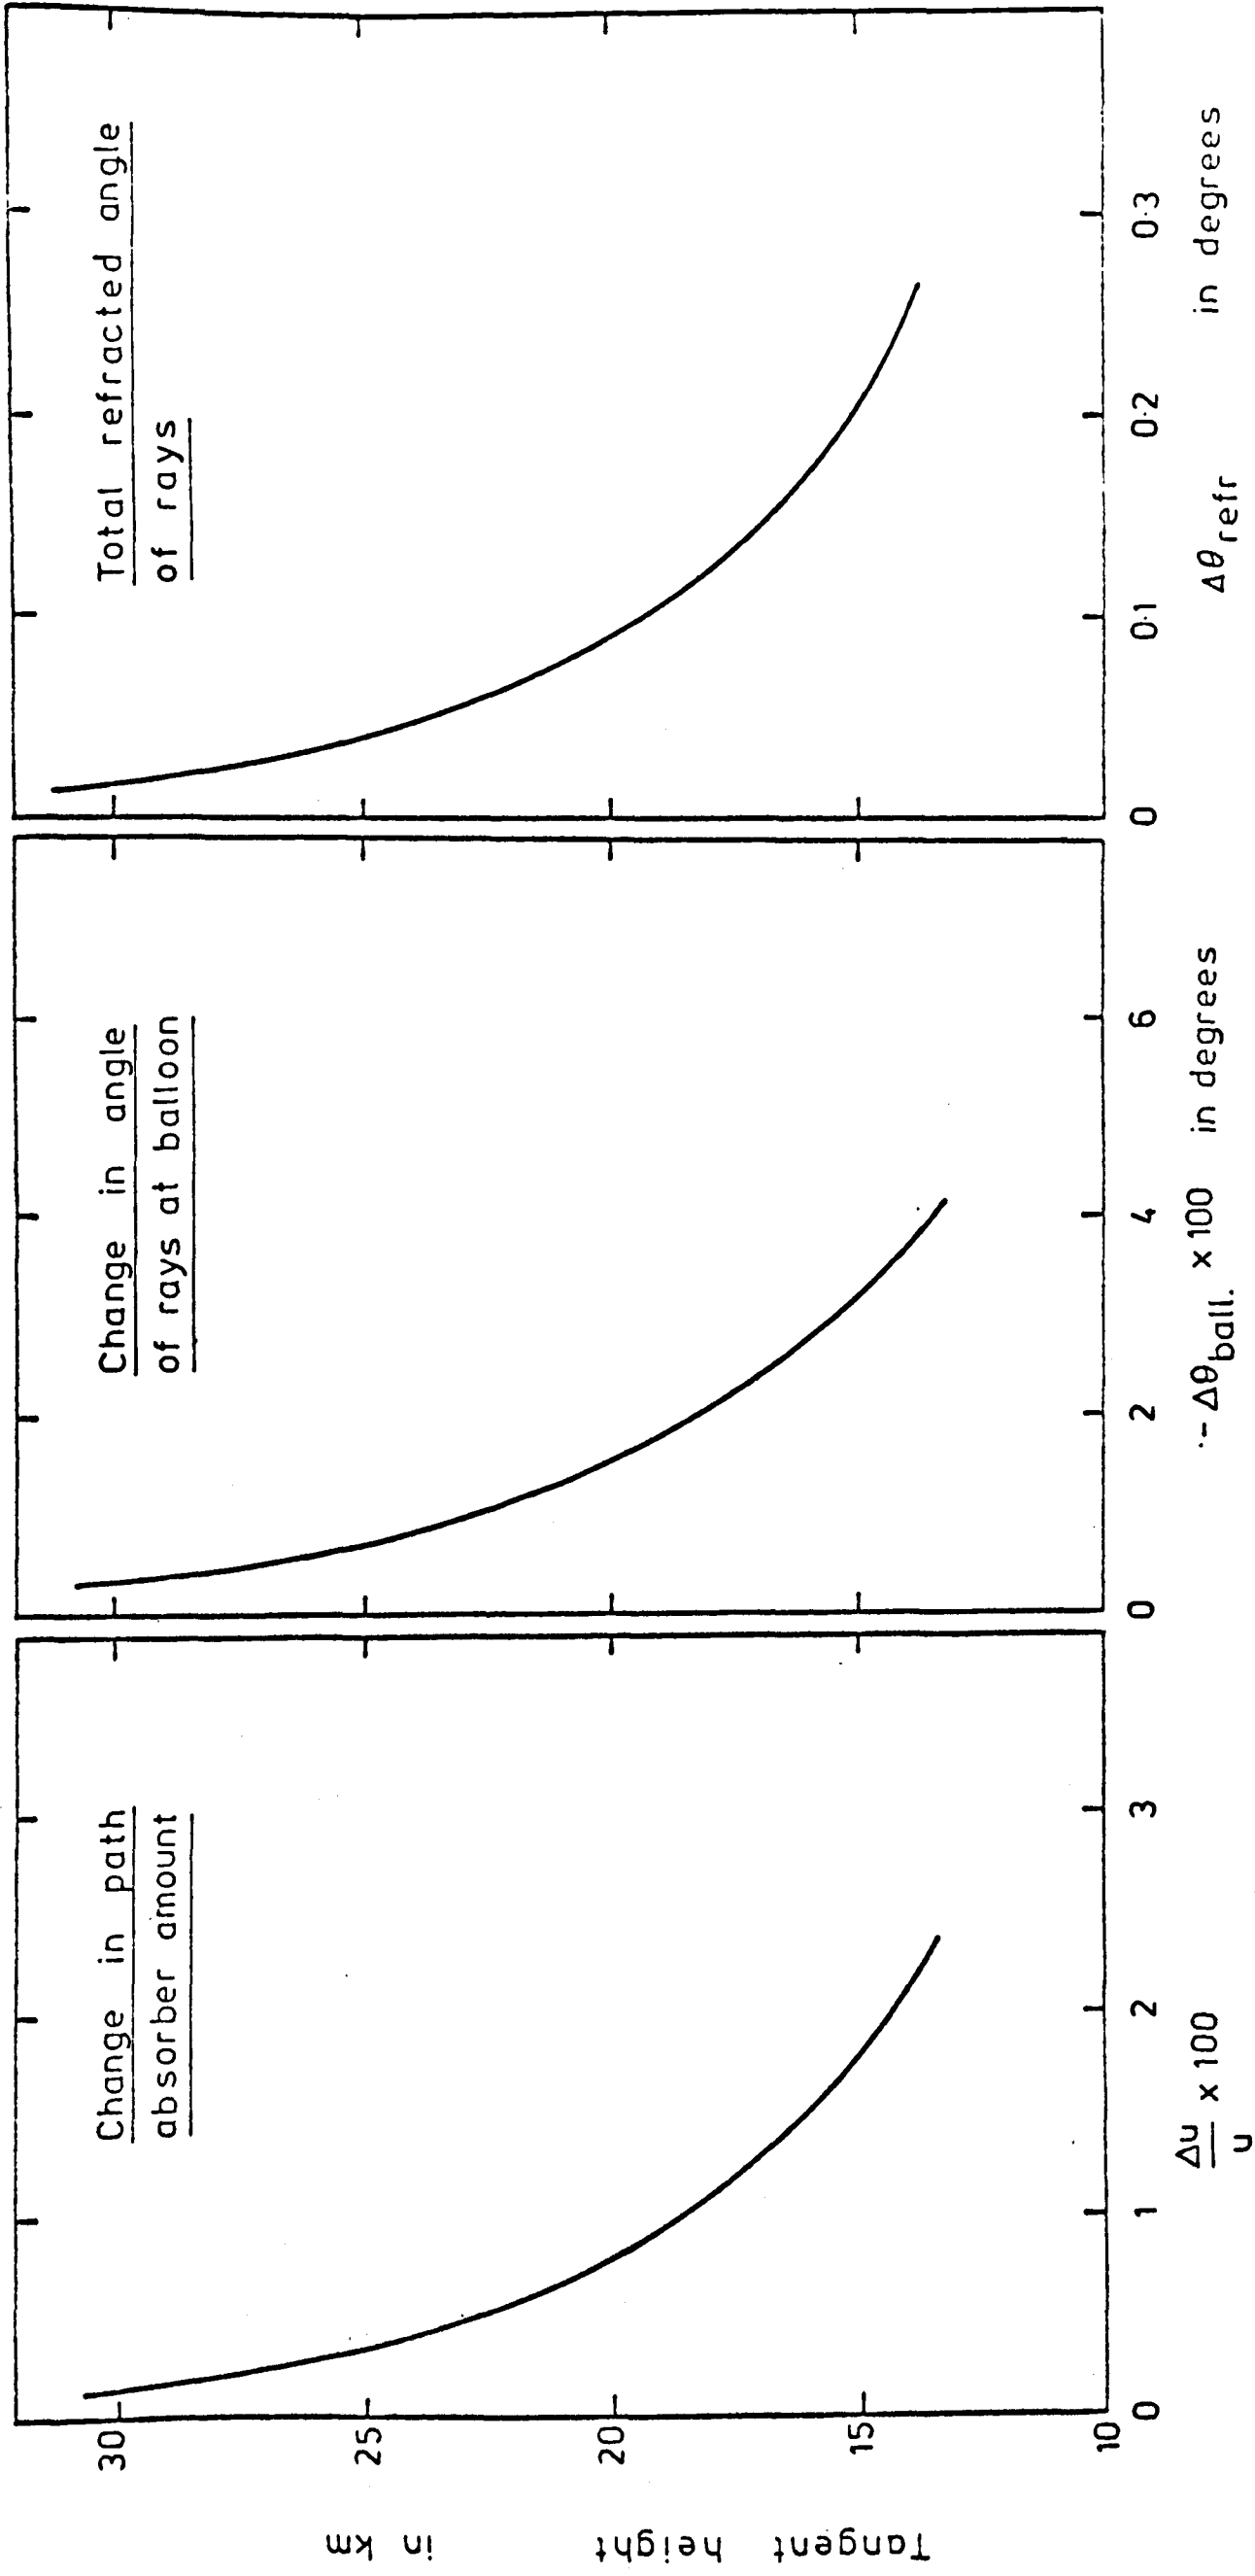 Change in path
absorber amount
Change in angle
of rays at balloon
Total refracted angle
of rays
Tangent height in km
30
25
20
15
10
0 1 2 3
Δu/u x 100
0 2 4 6
- Δθball. x 100 in degrees
0 0·1 0·2 0·3
Δθrefr in degrees